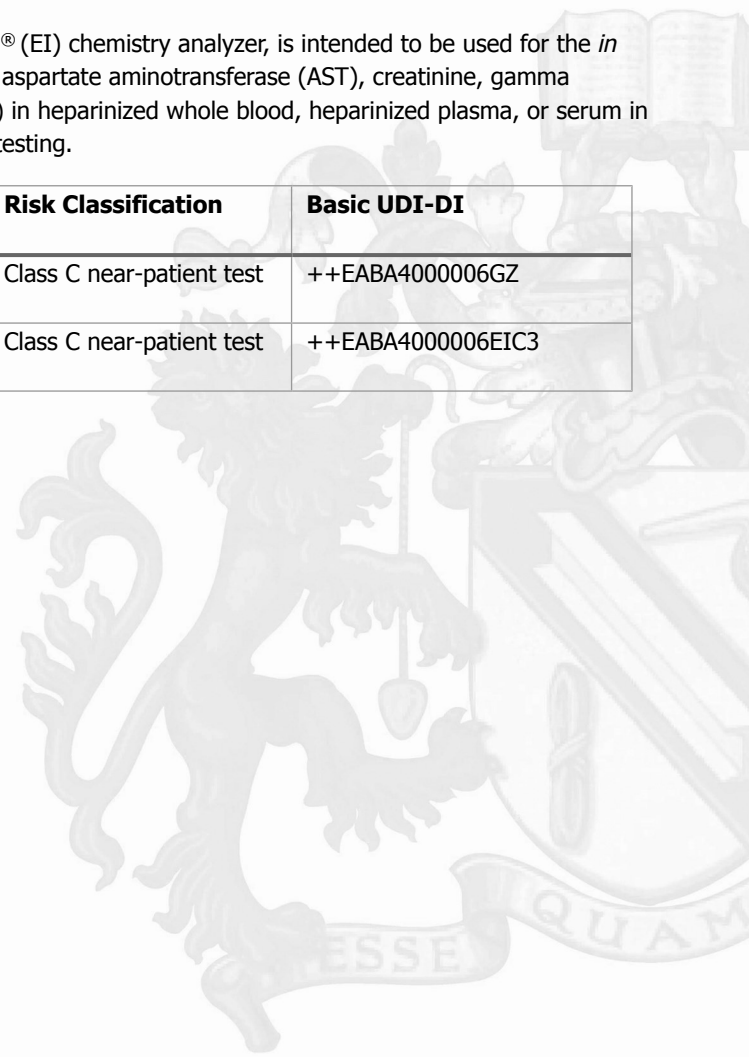 ® (EI) chemistry analyzer, is intended to be used for the in
aspartate aminotransferase (AST), creatinine, gamma
) in heparinized whole blood, heparinized plasma, or serum in
testing.
Risk Classification Basic UDI-DI
Class C near-patient test ++EABA4000006GZ
Class C near-patient test ++EABA4000006EIC3
ESSE QUAM